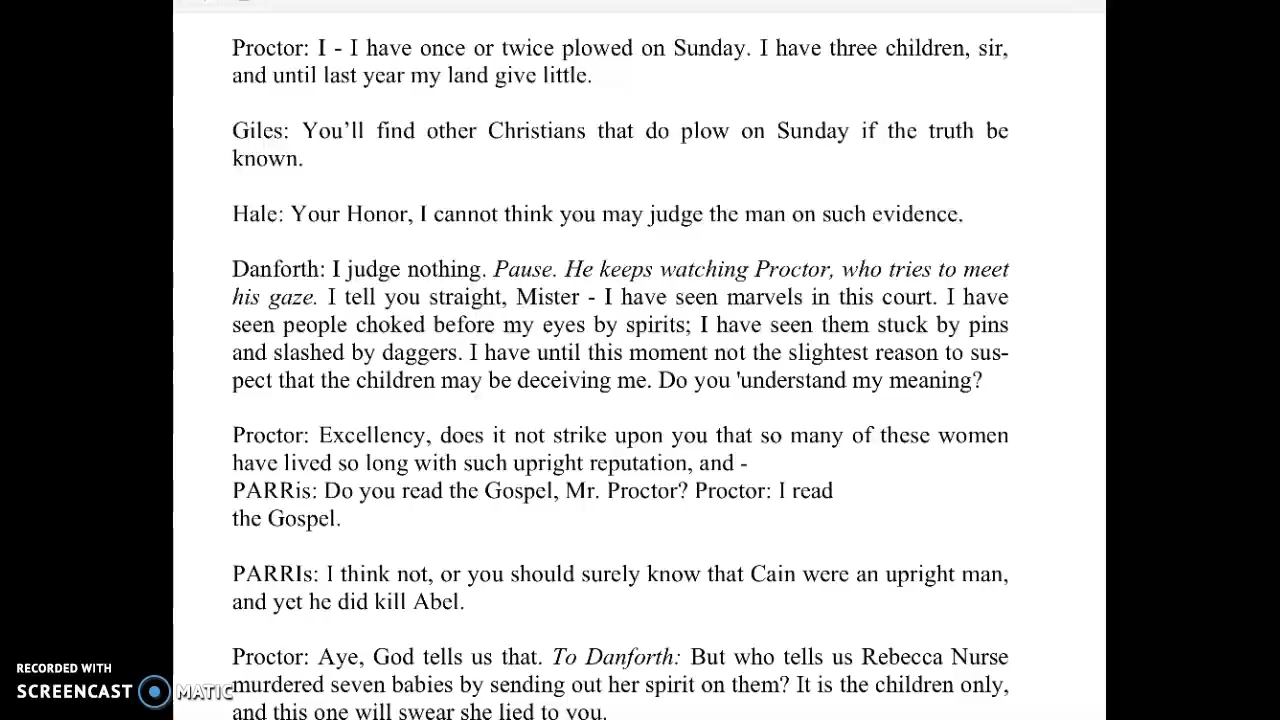 Proctor: I - I have once or twice plowed on Sunday. I have three children, sir,
and until last year my land give little.
Giles: You’ll find other Christians that do plow on Sunday if the truth be
known.
Hale: Your Honor, I cannot think you may judge the man on such evidence.
Danforth: I judge nothing. Pause. He keeps watching Proctor, who tries to meet
his gaze. I tell you straight, Mister - I have seen marvels in this court. I have
seen people choked before my eyes by spirits; I have seen them stuck by pins
and slashed by daggers. I have until this moment not the slightest reason to sus-
pect that the children may be deceiving me. Do you 'understand my meaning?
Proctor: Excellency, does it not strike upon you that so many of these women
have lived so long with such upright reputation, and -
PARRis: Do you read the Gospel, Mr. Proctor? Proctor: I read
the Gospel.
PARRIs: I think not, or you should surely know that Cain were an upright man,
and yet he did kill Abel.
Proctor: Aye, God tells us that. To Danforth: But who tells us Rebecca Nurse
murdered seven babies by sending out her spirit on them? It is the children only,
and this one will swear she lied to you.
RECORDED WITH
SCREENCAST MATIC